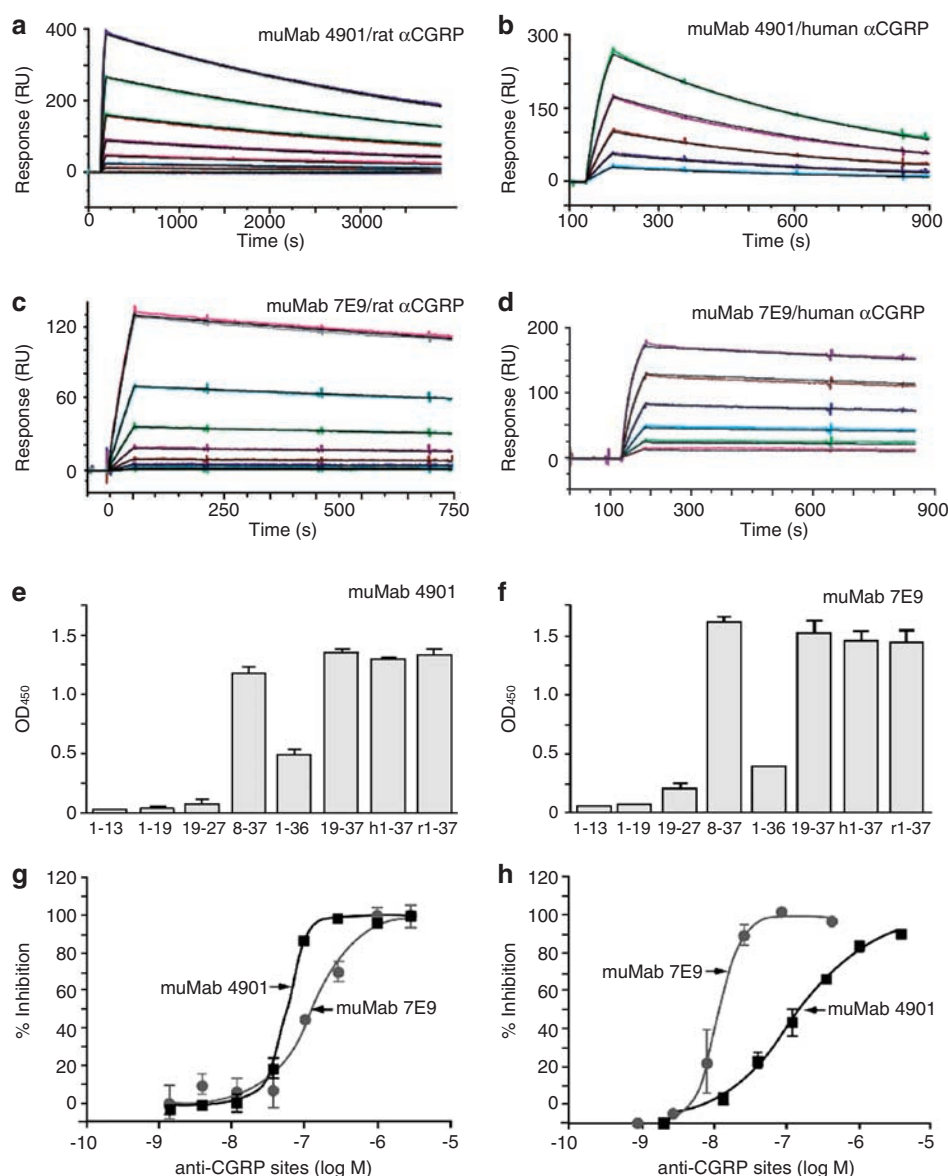 a
muMab 4901/rat αCGRP
400
200
0
Response (RU)
0 1000 2000 3000
Time (s)
b
muMab 4901/human αCGRP
300
150
0
Response (RU)
100 300 600 900
Time (s)
c
muMab 7E9/rat αCGRP
120
60
0
Response (RU)
0 250 500 750
Time (s)
d
muMab 7E9/human αCGRP
200
100
50
0
Response (RU)
100 300 600 900
Time (s)
e
muMab 4901
1.5
1.0
0.5
0
OD450
1-13 1-19 19-27 8-37 1-36 19-37 h1-37 r1-37
f
muMab 7E9
1.5
1.0
0.5
0
OD450
1-13 1-19 19-27 8-37 1-36 19-37 h1-37 r1-37
g
120
100
80
60
40
20
0
% Inhibition
muMab 4901
muMab 7E9
-10 -9 -8 -7 -6 -5
anti-CGRP sites (log M)
h
120
100
80
60
40
20
0
% Inhibition
muMab 7E9
muMab 4901
-10 -9 -8 -7 -6 -5
anti-CGRP sites (log M)